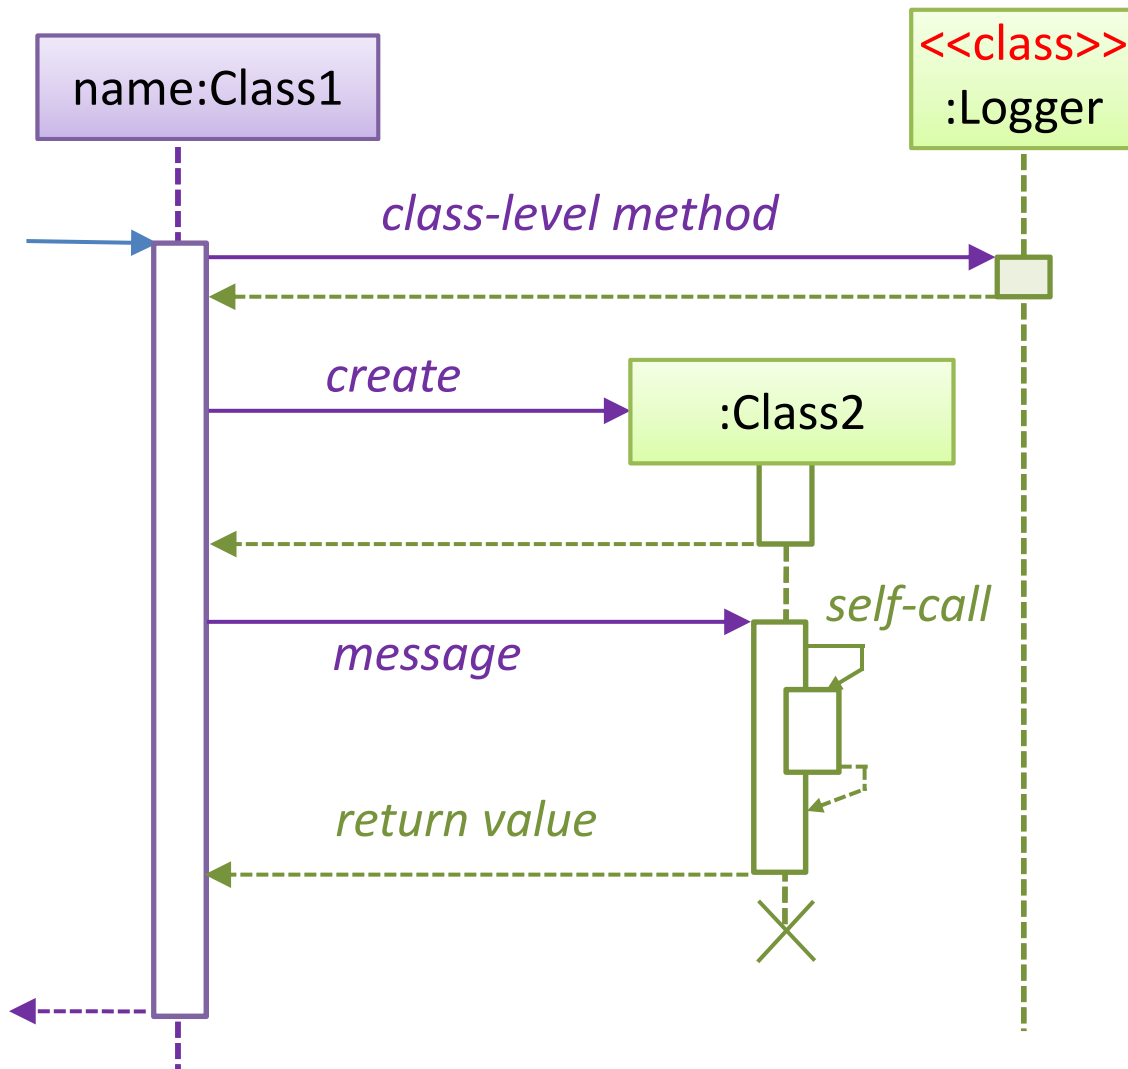 name:Class1
<<class>>
:Logger
class-level method
create
:Class2
self-call
message
return value